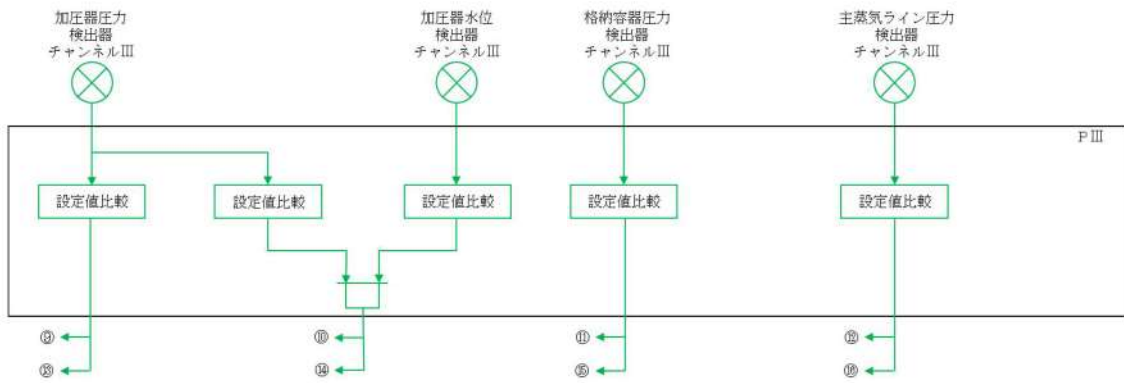 加圧器圧力
検出器
チャンネルⅢ
加圧器水位
検出器
チャンネルⅢ
格納容器圧力
検出器
チャンネルⅢ
主蒸気ライン圧力
検出器
チャンネルⅢ
PⅢ
設定値比較
設定値比較
設定値比較
設定値比較
設定値比較
⑨
⑩
⑪
⑫
⑬
⑭
⑮
⑯